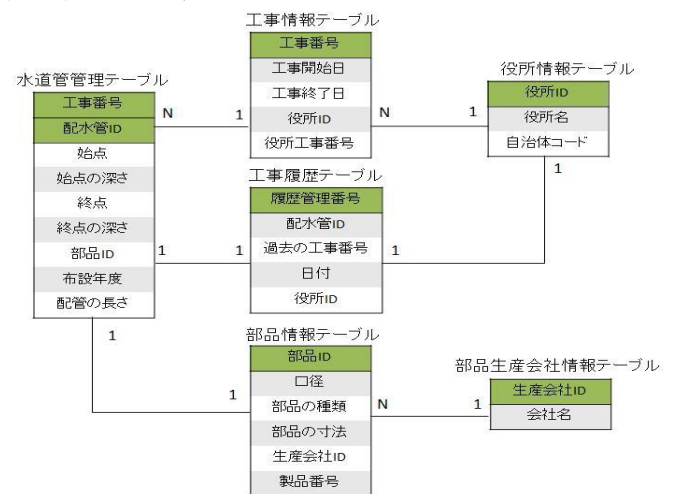 工事情報テーブル
工事番号
工事開始日
工事終了日
役所ID
役所工事番号
水道管管理テーブル
工事番号
配水管ID
始点
始点の深さ
終点
終点の深さ
部品ID
布設年度
配管の長さ
役所情報テーブル
役所ID
役所名
自治体コード
N
1
N
1
1
工事履歴テーブル
履歴管理番号
配水管ID
過去の工事番号
日付
役所ID
1
1
1
1
1
部品情報テーブル
部品ID
口径
部品の種類
部品の寸法
生産会社ID
製品番号
N
1
部品生産会社情報テーブル
生産会社ID
会社名